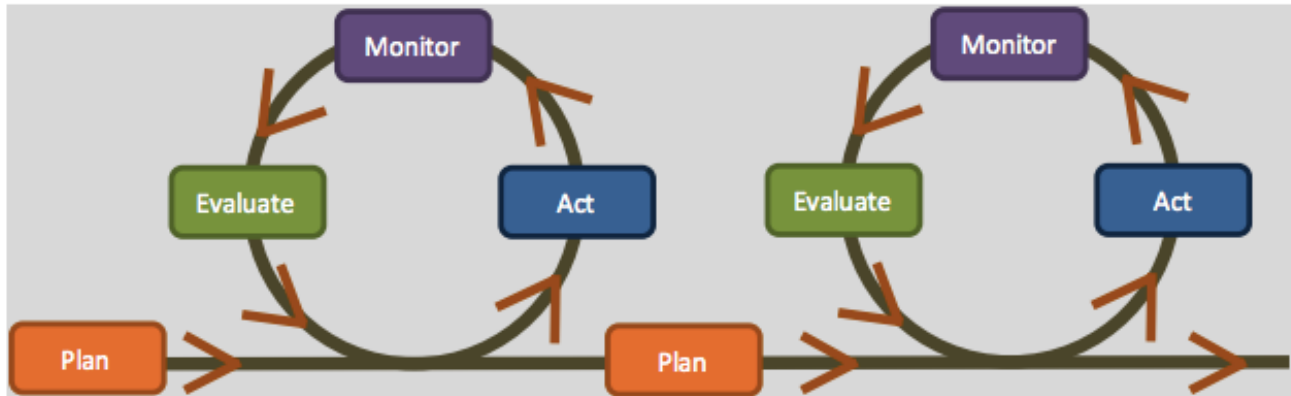 Monitor
Monitor
Evaluate
Act
Evaluate
Act
Plan
Plan